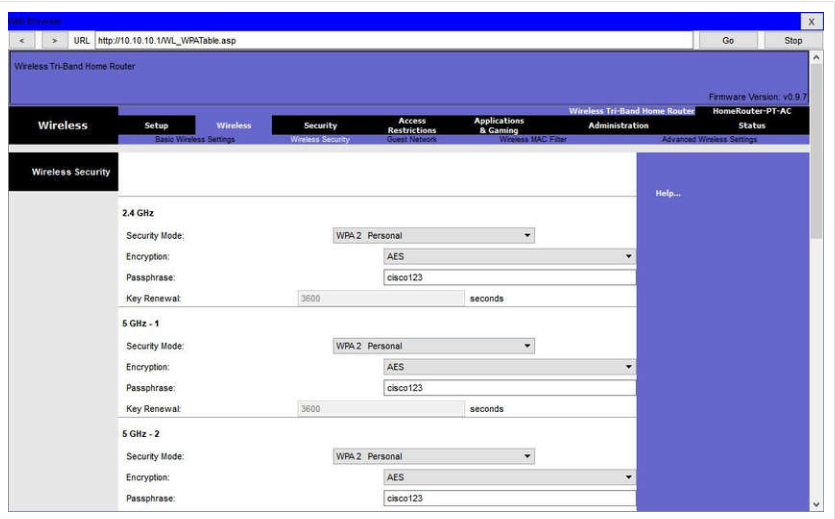 Web Browser
X
< > URL http://10.10.10.1/WL_WPATable.asp Go Stop
Wireless Tri-Band Home Router
Firmware Version: v0.9.7
Wireless Tri-Band Home Router HomeRouter-PT-AC
Wireless Setup Wireless Security Access Restrictions Applications & Gaming Administration Status
Basic Wireless Settings Wireless Security Guest Network Wireless MAC Filter Advanced Wireless Settings
Wireless Security
Help...
2.4 GHz
Security Mode: WPA2 Personal
Encryption: AES
Passphrase: cisco123
Key Renewal: 3600 seconds
5 GHz - 1
Security Mode: WPA2 Personal
Encryption: AES
Passphrase: cisco123
Key Renewal: 3600 seconds
5 GHz - 2
Security Mode: WPA2 Personal
Encryption: AES
Passphrase: cisco123